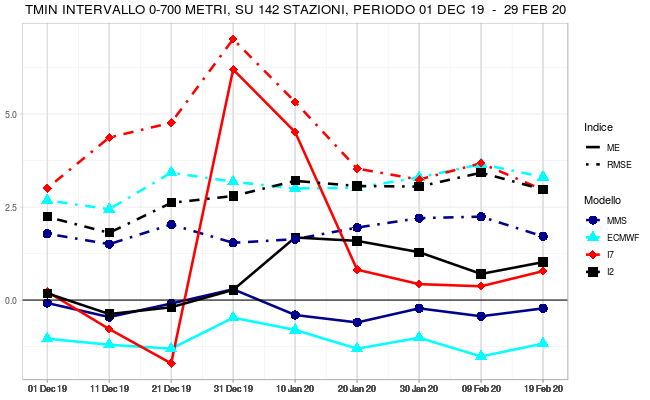 TMIN INTERVALLO 0-700 METRI, SU 142 STAZIONI, PERIODO 01 DEC 19 - 29 FEB 20
5.0
2.5
0.0
01 Dec 19 11 Dec 19 21 Dec 19 31 Dec 19 10 Jan 20 20 Jan 20 30 Jan 20 09 Feb 20 19 Feb 20
Indice
ME
RMSE
Modello
MMS
ECMWF
I7
I2